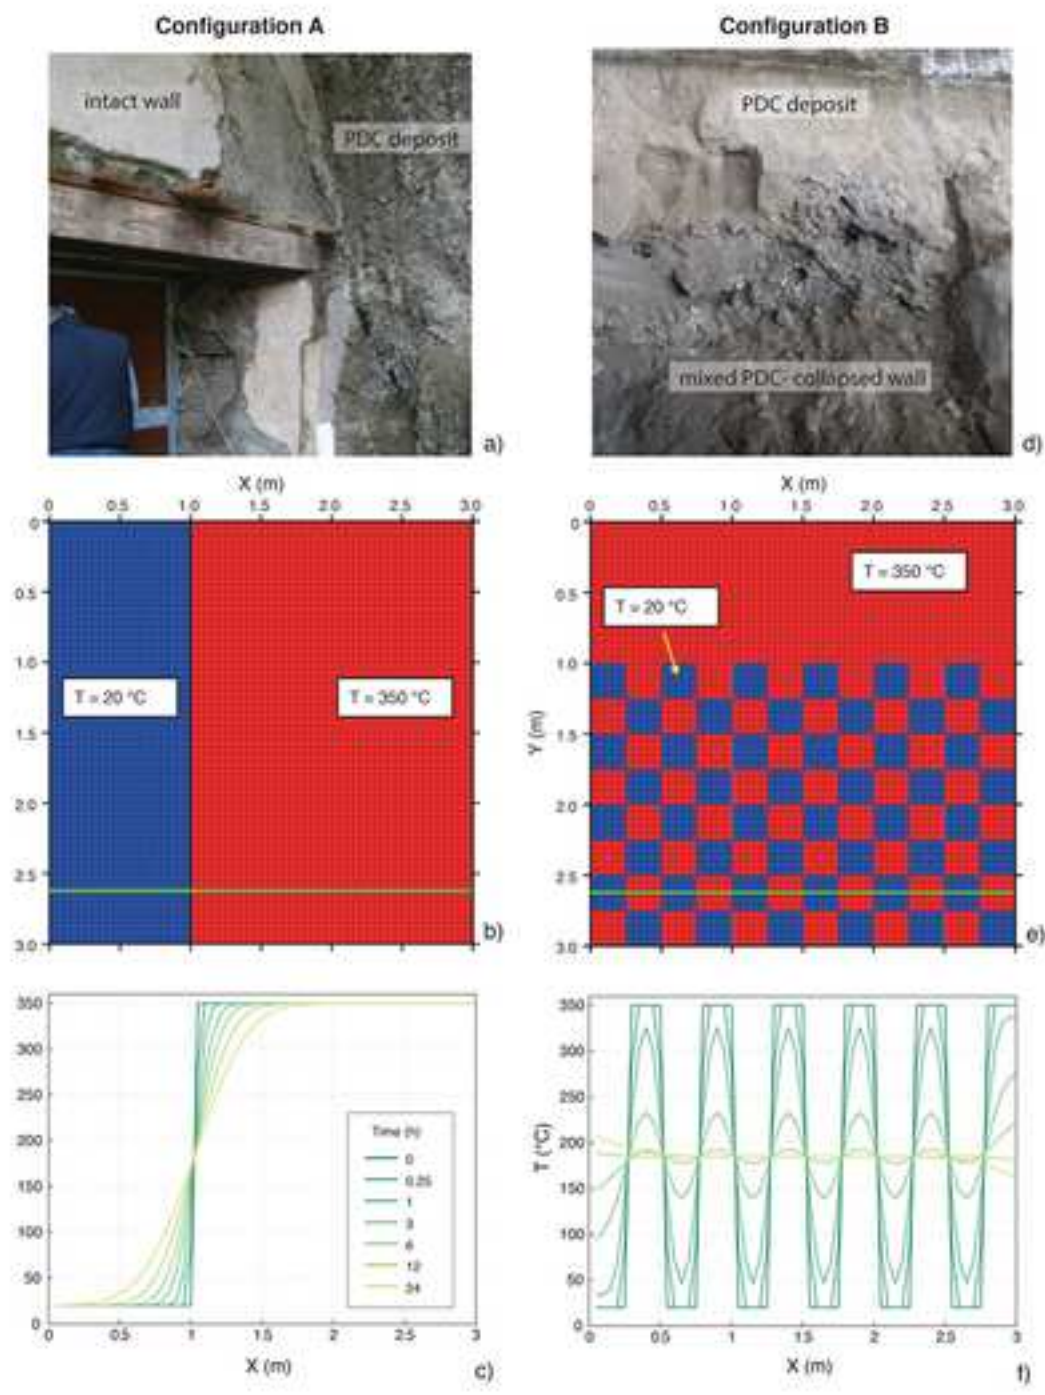 Configuration A
Configuration B
intact wall
PDC deposit
a)
PDC deposit
mixed PDC- collapsed wall
d)
X (m)
0 0.5 1.0 1.5 2.0 2.5 3.0
0
0.5
1.0
1.5
2.0
2.5
3.0
T = 20 °C
T = 350 °C
b)
X (m)
0 0.5 1.0 1.5 2.0 2.5 3.0
Y (m)
0
0.5
1.0
1.5
2.0
2.5
3.0
T = 350 °C
T = 20 °C
e)
350
300
250
200
150
100
50
0
0 0.5 1 1.5 2 2.5 3
X (m)
Time (h)
0
0.25
1
3
6
12
24
c)
T (°C)
350
300
250
200
150
100
50
0
0 0.5 1 1.5 2 2.5 3
X (m)
f)